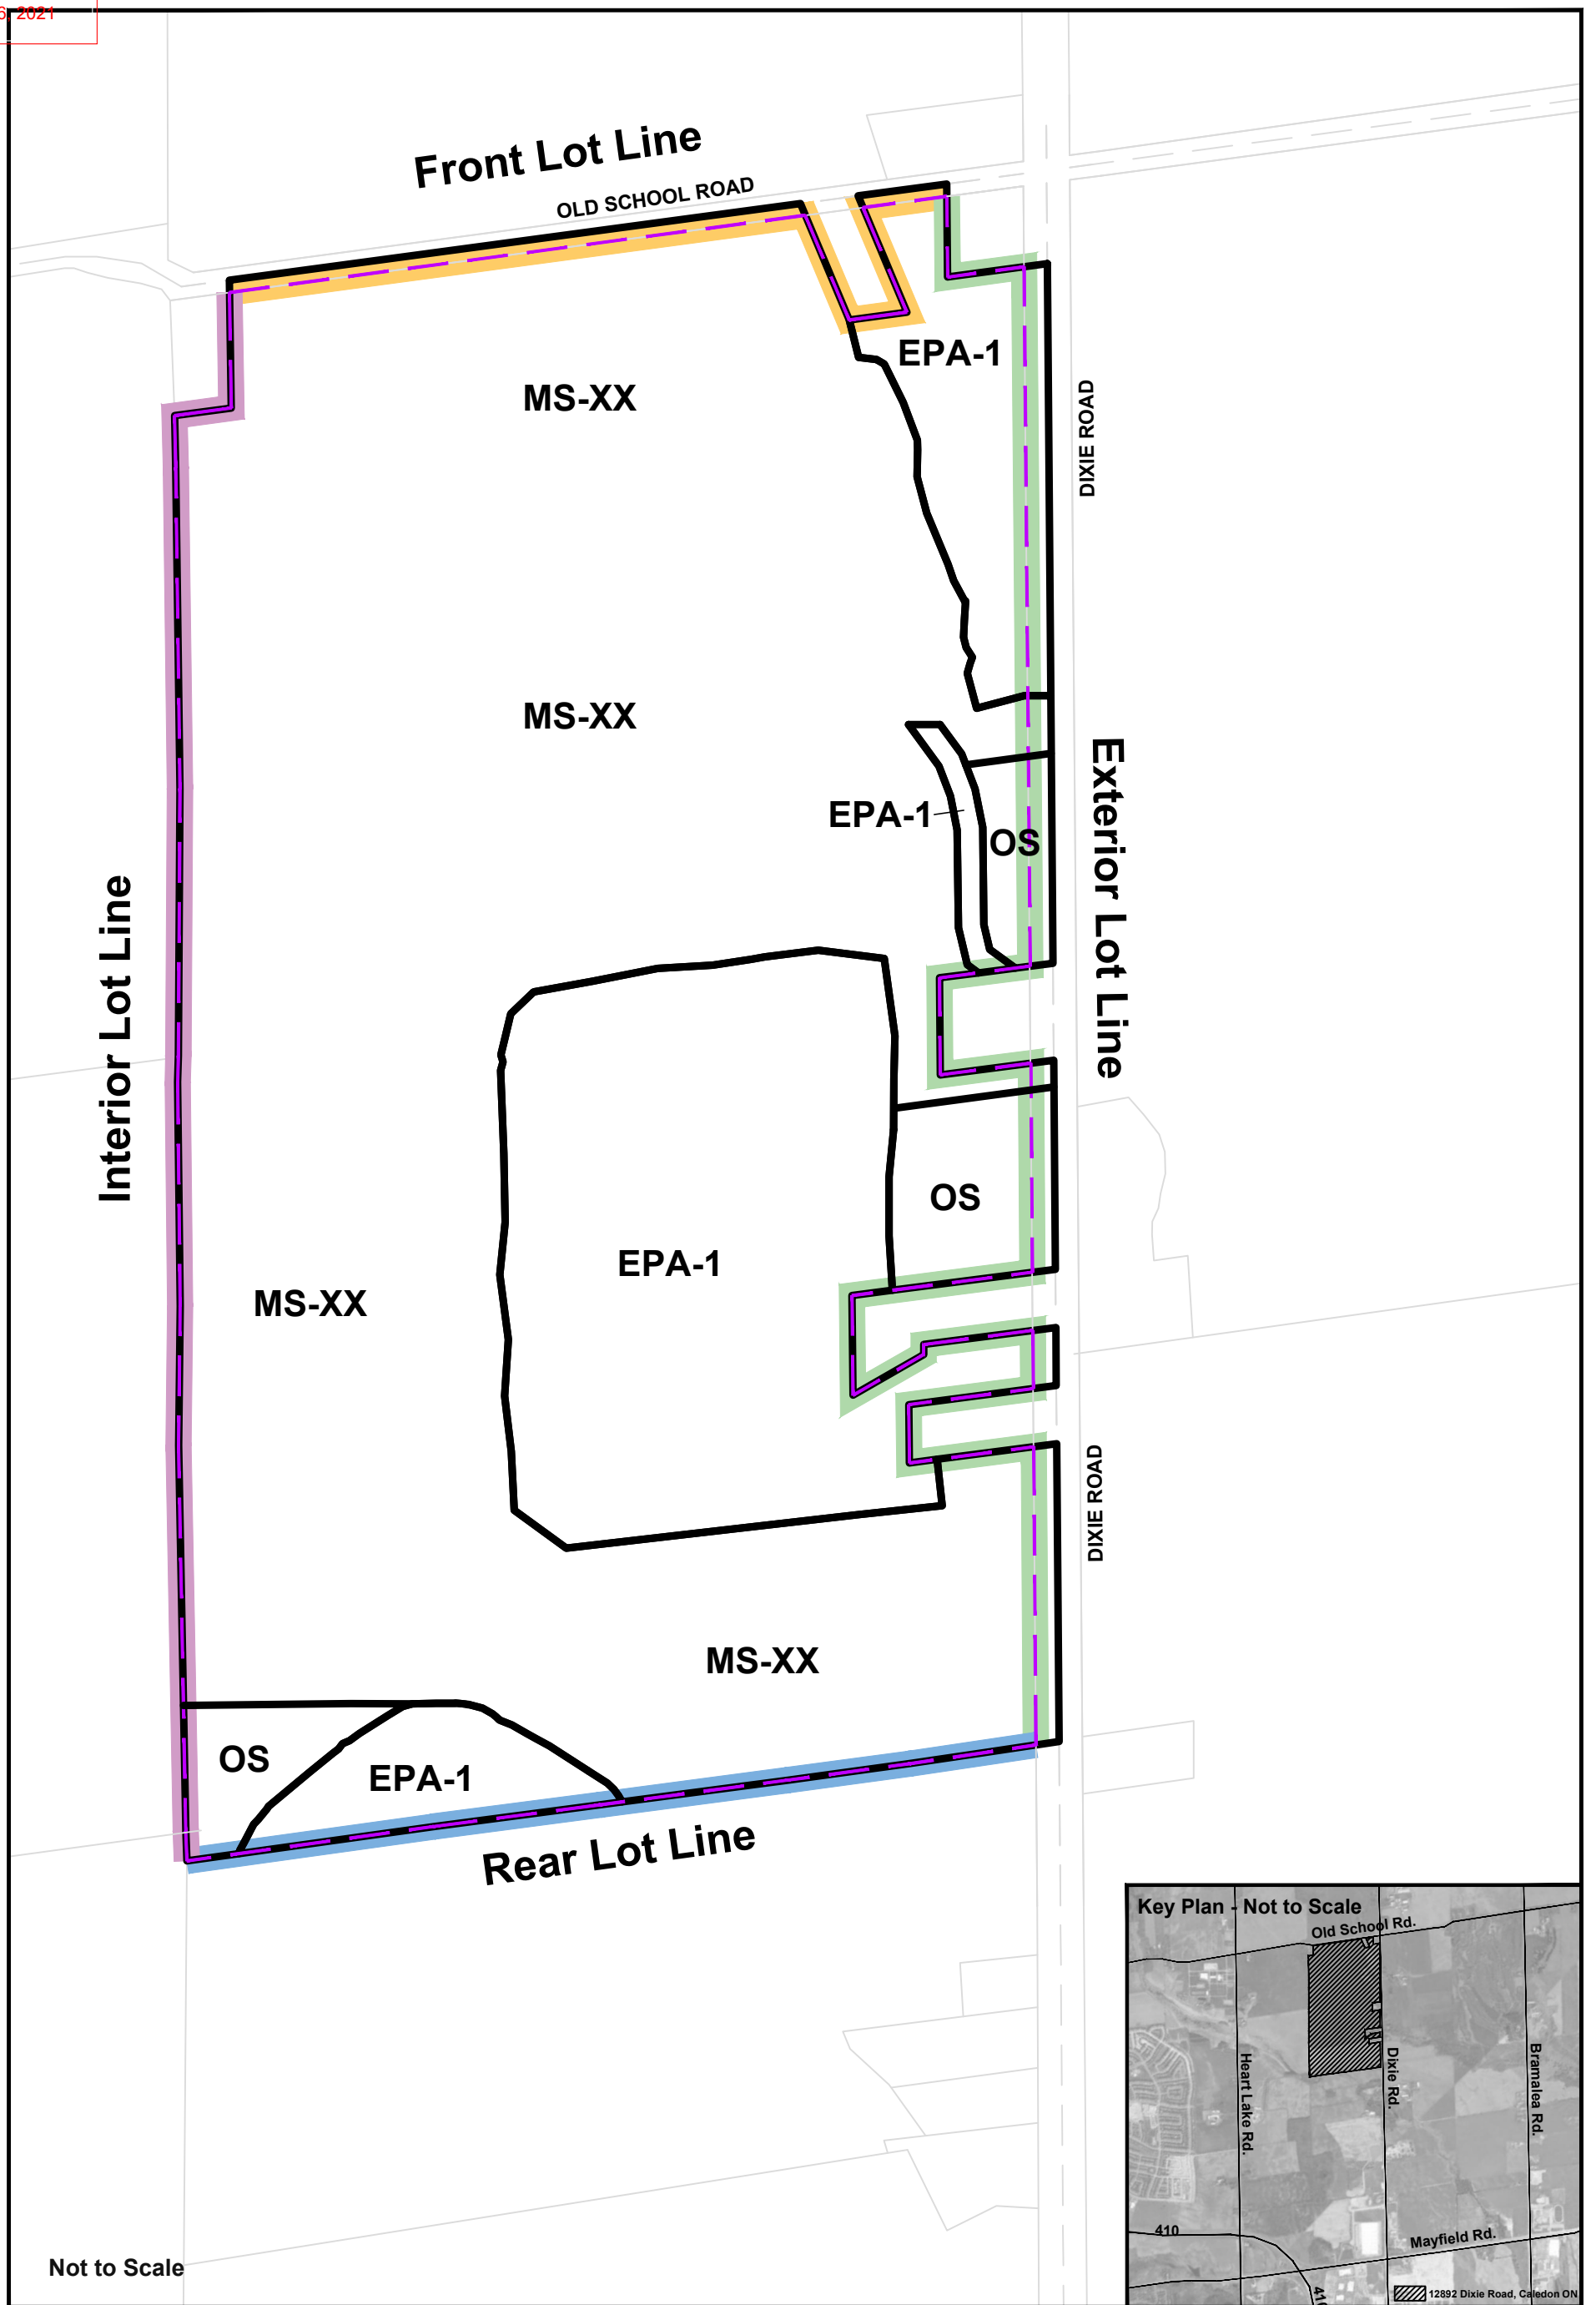 2021
Front Lot Line
OLD SCHOOL ROAD
EPA-1
MS-XX
DIXIE ROAD
MS-XX
Exterior Lot Line
EPA-1
OS
Interior Lot Line
OS
EPA-1
MS-XX
DIXIE ROAD
MS-XX
OS
EPA-1
Rear Lot Line
Key Plan - Not to Scale
Old School Rd.
Heart Lake Rd.
Dixie Rd.
Bramalea Rd.
410
Mayfield Rd.
410
12892 Dixie Road, Caledon ON
Not to Scale